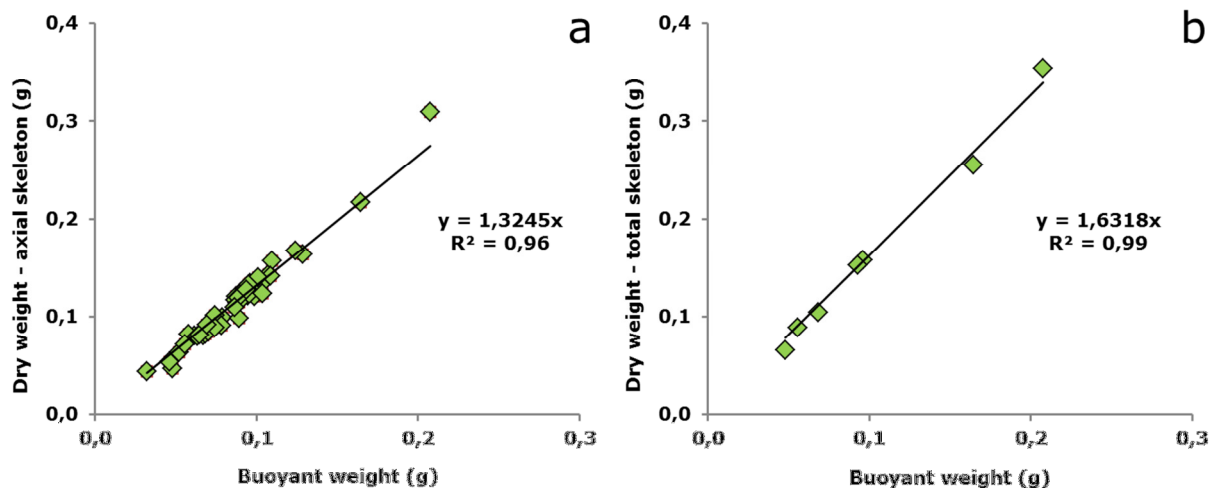 a
0,4
0,3
0,2
0,1
0,0
Dry weight - axial skeleton (g)
y = 1,3245x
R² = 0,96
0,0 0,1 0,2 0,3
Buoyant weight (g)
b
0,4
0,3
0,2
0,1
0,0
Dry weight - total skeleton (g)
y = 1,6318x
R² = 0,99
0,0 0,1 0,2 0,3
Buoyant weight (g)